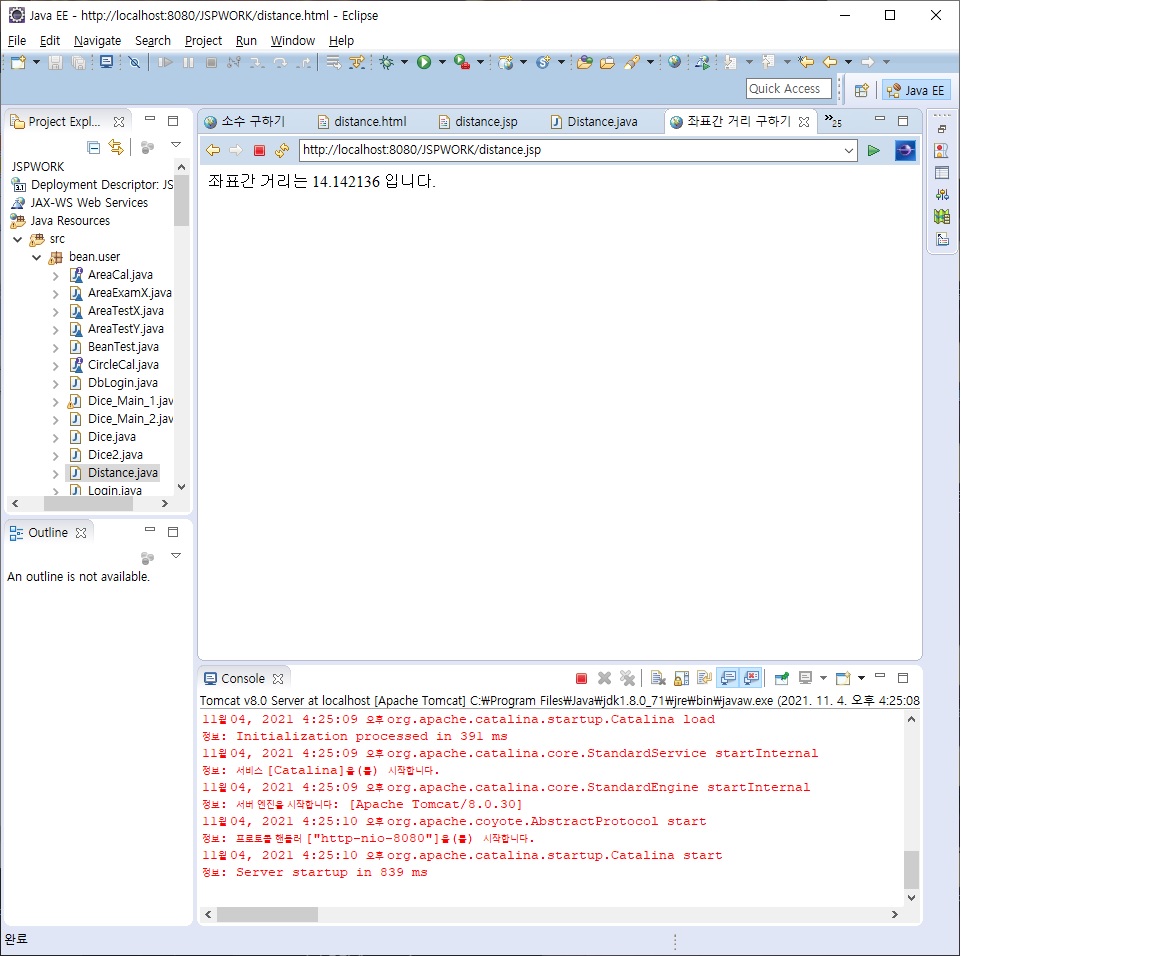 Java EE - http://localhost:8080/JSPWORK/distance.html - Eclipse
File Edit Navigate Search Project Run Window Help
Quick Access
Java EE
Project Expl...
JSPWORK
Deployment Descriptor: JS
JAX-WS Web Services
Java Resources
src
bean.user
AreaCal.java
AreaExamX.java
AreaTestX.java
AreaTestY.java
BeanTest.java
CircleCal.java
DbLogin.java
Dice_Main_1.jav
Dice_Main_2.jav
Dice.java
Dice2.java
Distance.java
Login.java
Outline
An outline is not available.
소수 구하기 distance.html distance.jsp Distance.java 좌표간 거리 구하기 »25
http://localhost:8080/JSPWORK/distance.jsp
좌표간 거리는 14.142136 입니다.
Console
Tomcat v8.0 Server at localhost [Apache Tomcat] C:₩Program Files₩Java₩jdk1.8.0_71₩jre₩bin₩javaw.exe (2021. 11. 4. 오후 4:25:08
11월 04, 2021 4:25:09 오후 org.apache.catalina.startup.Catalina load
정보: Initialization processed in 391 ms
11월 04, 2021 4:25:09 오후 org.apache.catalina.core.StandardService startInternal
정보: 서비스 [Catalina]을(를) 시작합니다.
11월 04, 2021 4:25:09 오후 org.apache.catalina.core.StandardEngine startInternal
정보: 서버 엔진을 시작합니다: [Apache Tomcat/8.0.30]
11월 04, 2021 4:25:10 오후 org.apache.coyote.AbstractProtocol start
정보: 프로토콜 핸들러 ["http-nio-8080"]을(를) 시작합니다.
11월 04, 2021 4:25:10 오후 org.apache.catalina.startup.Catalina start
정보: Server startup in 839 ms
완료